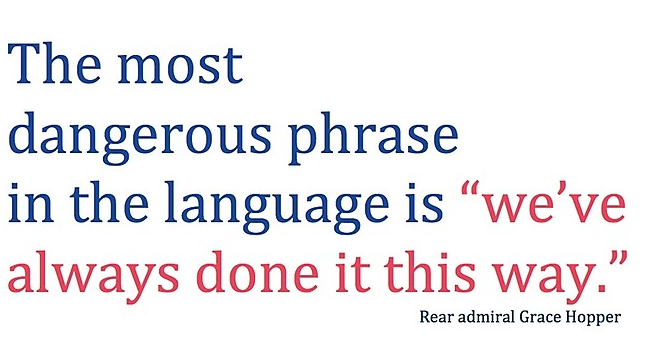 The most
dangerous phrase
in the language is “we’ve
always done it this way.”
Rear admiral Grace Hopper